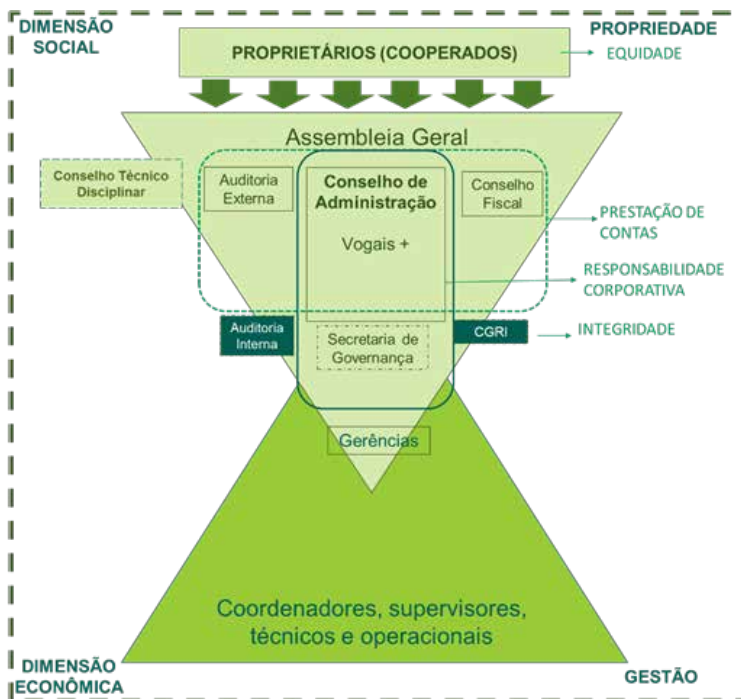 DIMENSÃO
SOCIAL
PROPRIEDADE
PROPRIETÁRIOS (COOPERADOS)
EQUIDADE
Assembleia Geral
Conselho Técnico
Disciplinar
Auditoria
Externa
Conselho de
Administração
Vogais +
Conselho
Fiscal
PRESTAÇÃO DE
CONTAS
RESPONSABILIDADE
CORPORATIVA
Auditoria
Interna
Secretaria de
Governança
CGRI
INTEGRIDADE
Gerências
Coordenadores, supervisores,
técnicos e operacionais
DIMENSÃO
ECONÔMICA
GESTÃO